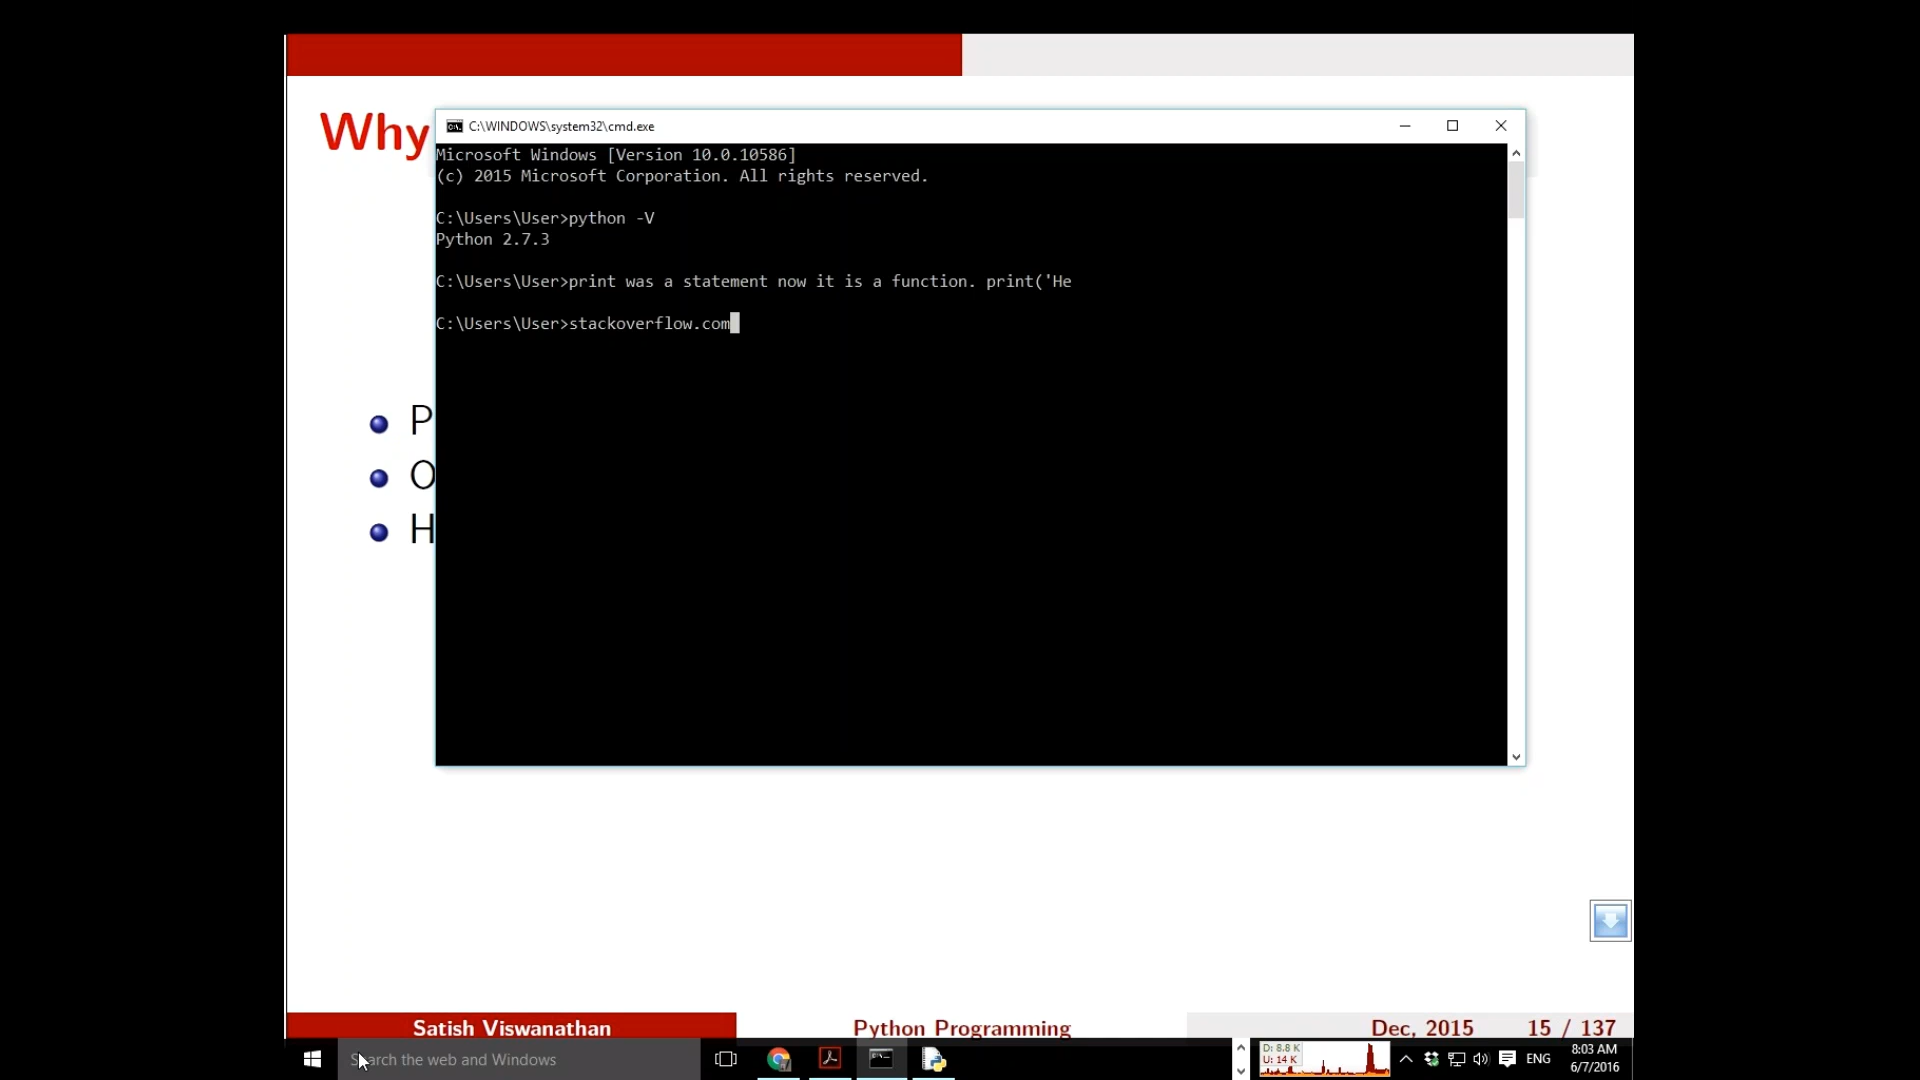 Why
C:\WINDOWS\system32\cmd.exe
Microsoft Windows [Version 10.0.10586]
(c) 2015 Microsoft Corporation. All rights reserved.
C:\Users\User>python -V
Python 2.7.3
C:\Users\User>print was a statement now it is a function. print('He
C:\Users\User>stackoverflow.com
P
O
H
Satish Viswanathan
Python Programming
Dec, 2015
15 / 137
Search the web and Windows
D: 8.8 K
U: 14 K
ENG
8:03 AM
6/7/2016